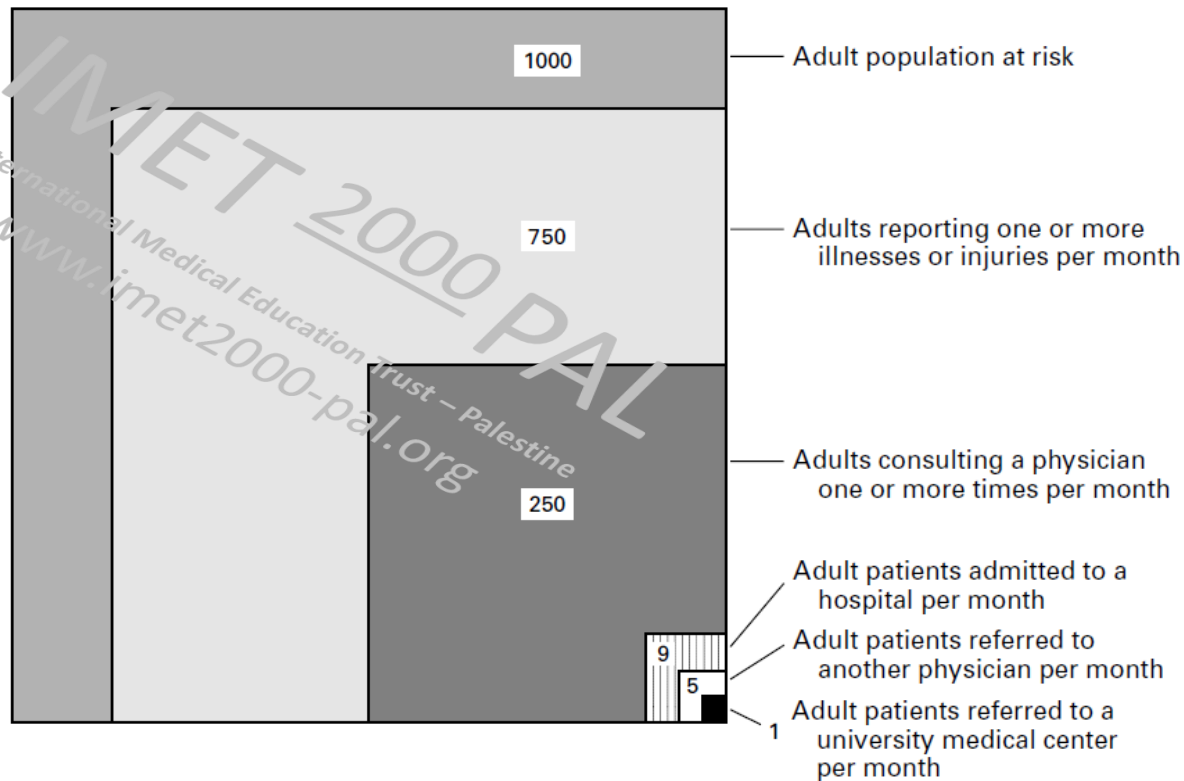 1000
Adult population at risk
IMET 2000 PAL
International Medical Education Trust – Palestine
www.imet2000-pal.org
750
Adults reporting one or more
illnesses or injuries per month
Adults consulting a physician
one or more times per month
250
Adult patients admitted to a
hospital per month
9
Adult patients referred to
another physician per month
5
1
Adult patients referred to a
university medical center
per month